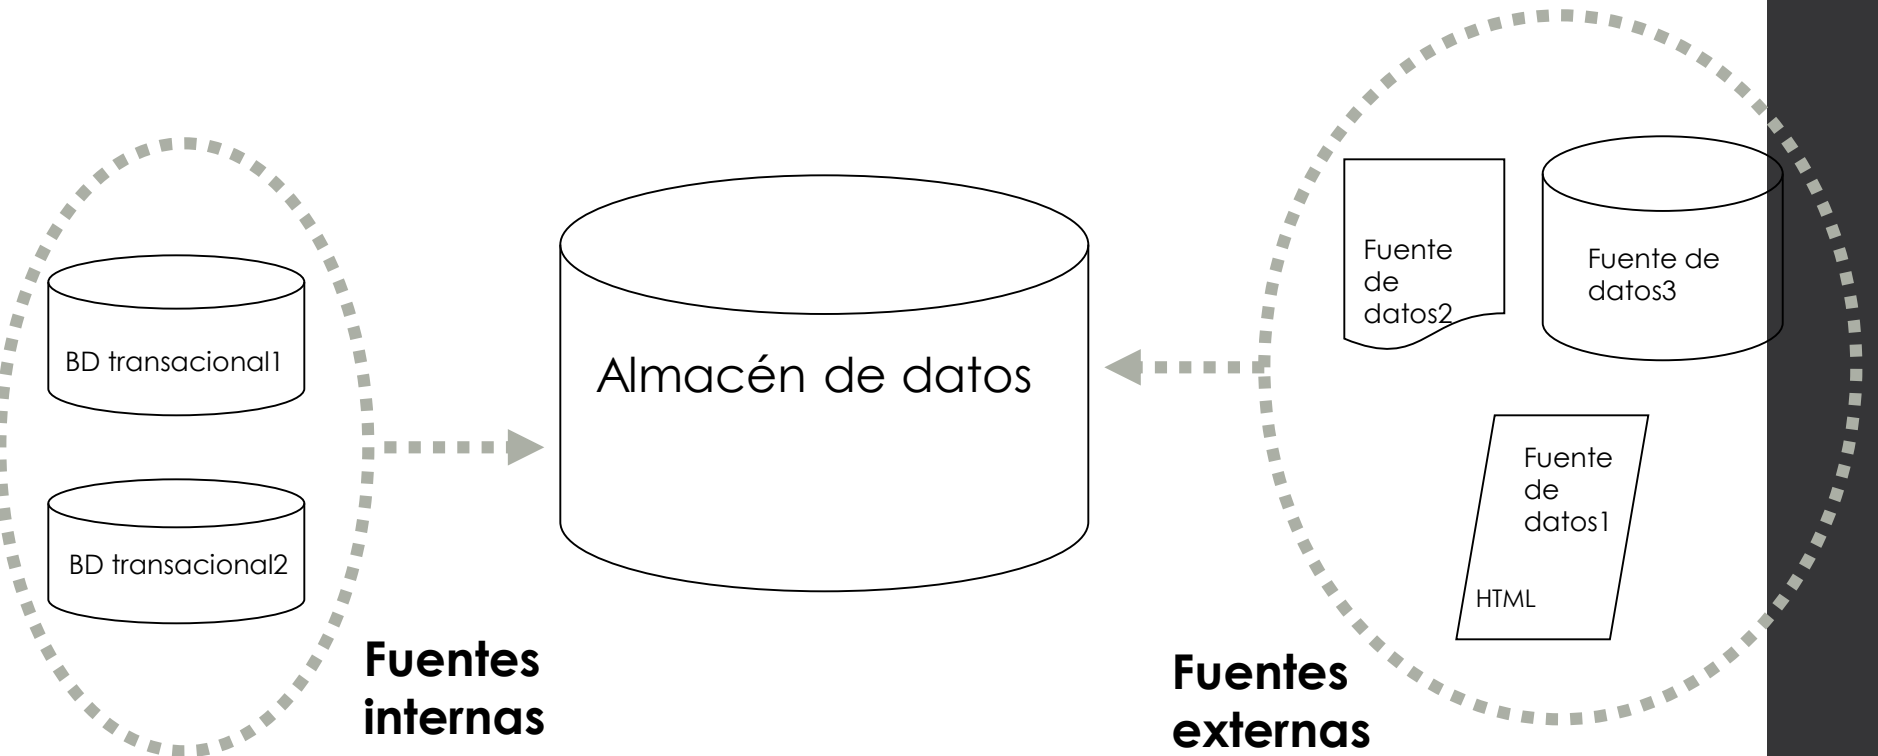 BD transacional1
BD transacional2
Fuentes
internas
Almacén de datos
Fuente
de
datos2
Fuente de
datos3
Fuente
de
datos1
HTML
Fuentes
externas